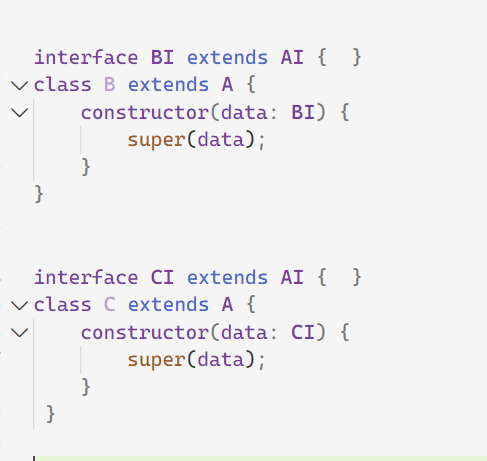 interface BI extends AI {  }
class B extends A {
    constructor(data: BI) {
        super(data);
    }
}
interface CI extends AI {  }
class C extends A {
    constructor(data: CI) {
        super(data);
    }
 }